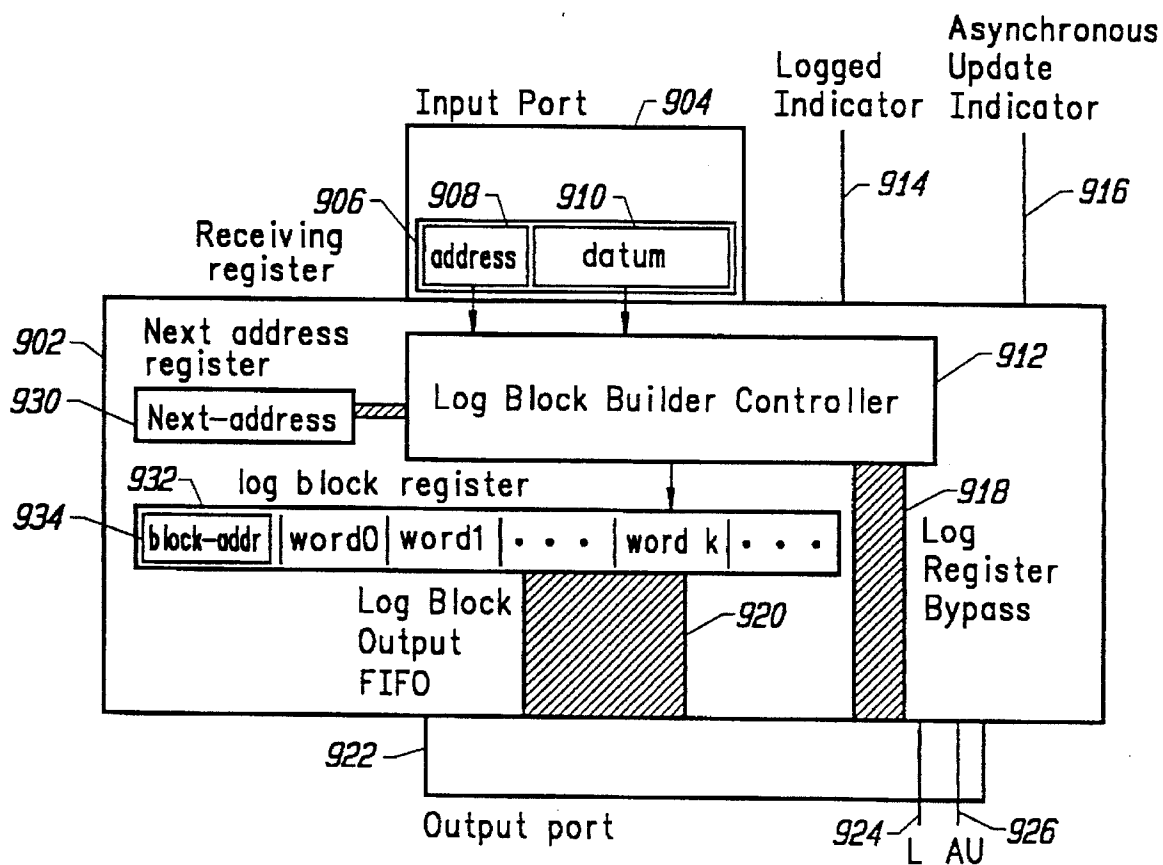 Asynchronous
Update
Indicator
Logged
Indicator
Input Port
904
914
916
906
908
910
Receiving
register
address
datum
902
Next address
register
912
930
Next-address
Log Block Builder Controller
932
log block register
934
block-addr
word0
word1
• • •
word k
• • •
918
Log
Register
Bypass
Log Block
Output
FIFO
920
922
Output port
924
L
AU
926